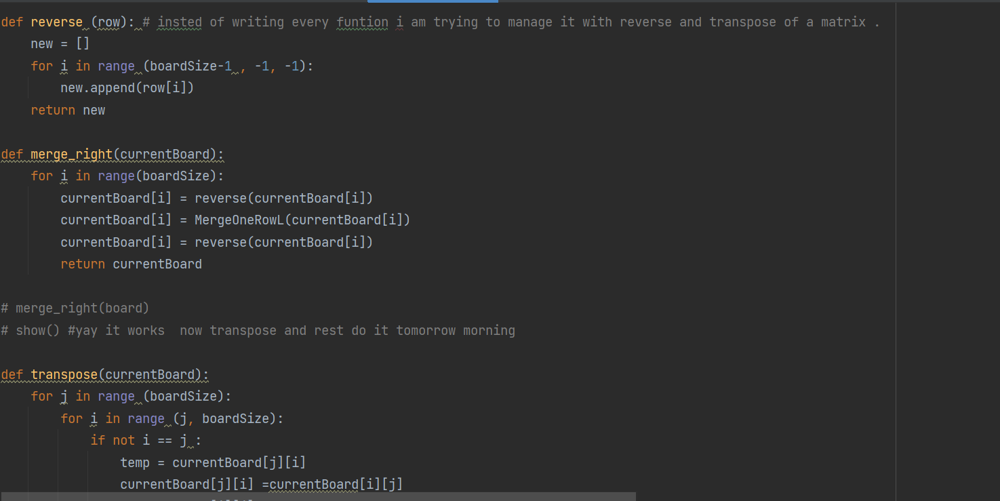 def reverse (row): # insted of writing every funtion i am trying to manage it with reverse and transpose of a matrix .
    new = []
    for i in range (boardSize-1 , -1, -1):
        new.append(row[i])
    return new

def merge_right(currentBoard):
    for i in range(boardSize):
        currentBoard[i] = reverse(currentBoard[i])
        currentBoard[i] = MergeOneRowL(currentBoard[i])
        currentBoard[i] = reverse(currentBoard[i])
        return currentBoard

# merge_right(board)
# show() #yay it works  now transpose and rest do it tomorrow morning

def transpose(currentBoard):
    for j in range (boardSize):
        for i in range (j, boardSize):
            if not i == j :
                temp = currentBoard[j][i]
                currentBoard[j][i] =currentBoard[i][j]